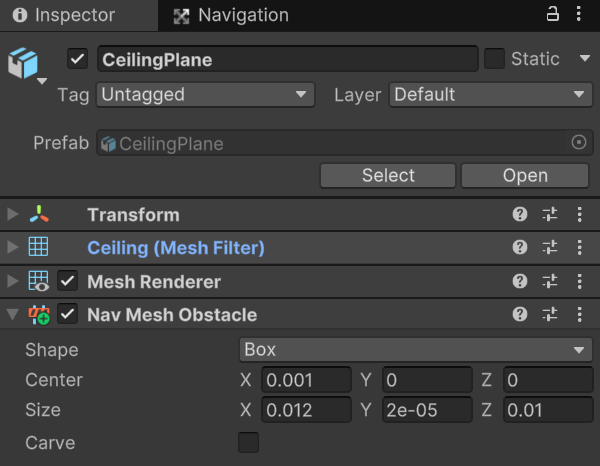 Inspector Navigation
CeilingPlane Static
Tag Untagged Layer Default
Prefab CeilingPlane
Select Open
Transform
Ceiling (Mesh Filter)
Mesh Renderer
Nav Mesh Obstacle
Shape Box
Center X 0.001 Y 0 Z 0
Size X 0.012 Y 2e-05 Z 0.01
Carve